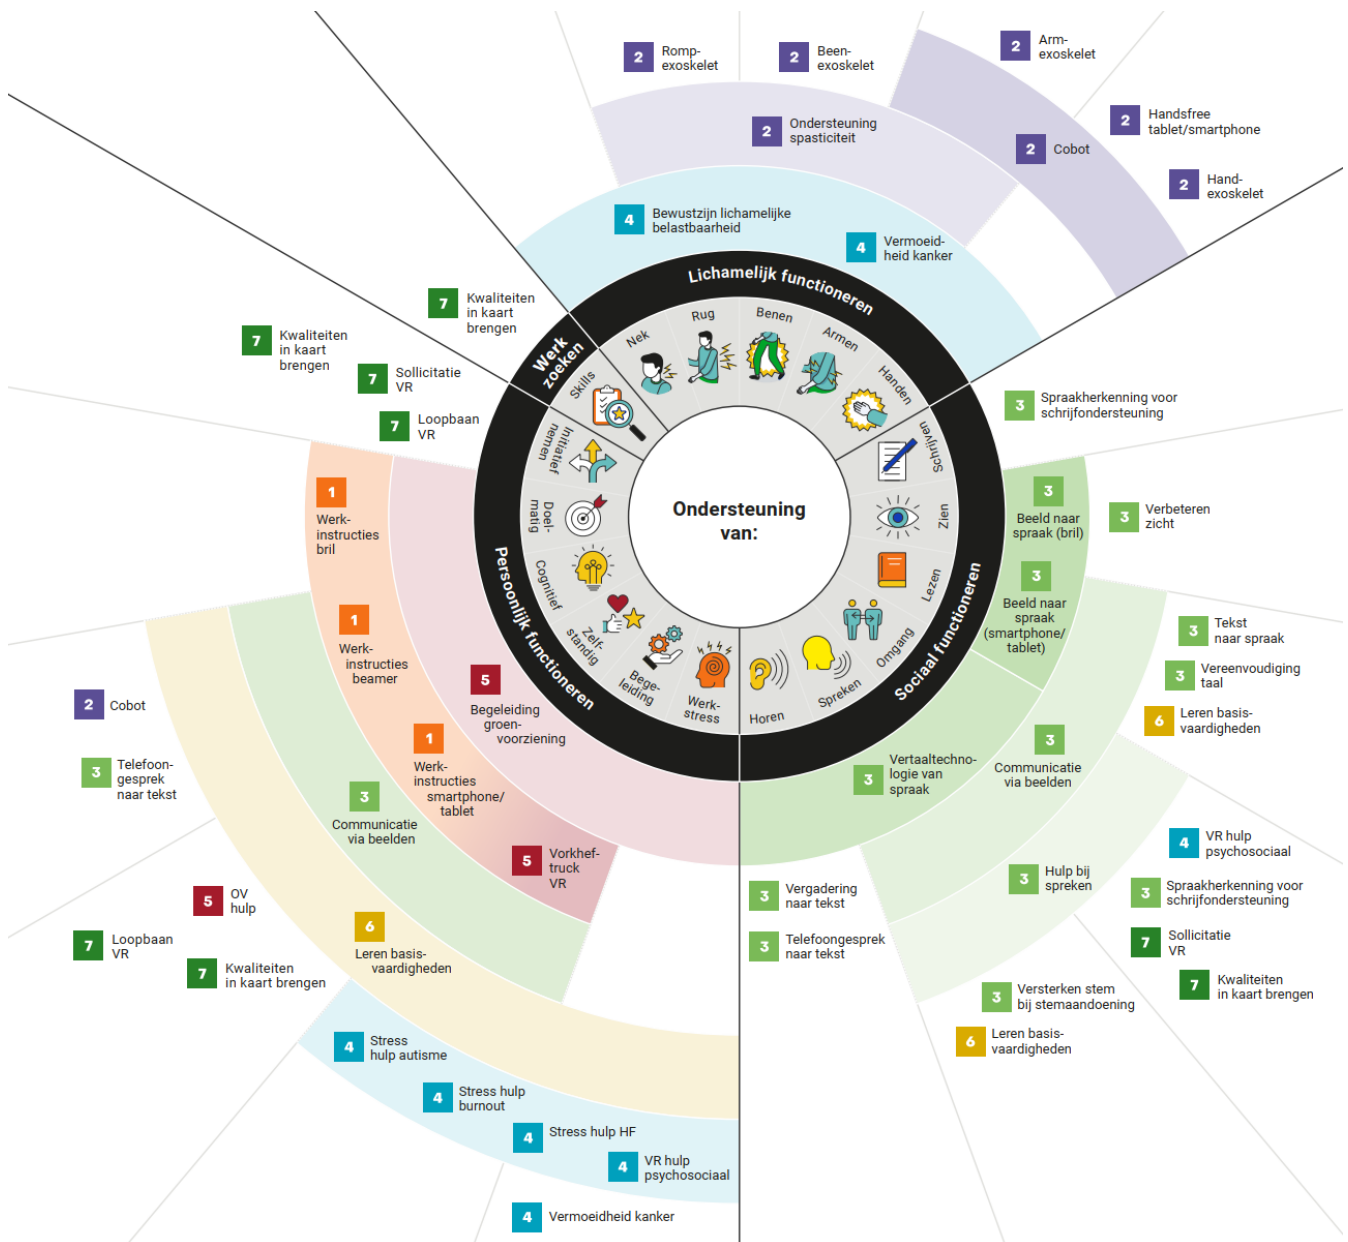 2
Romp-
exoskelet
2
Been-
exoskelet
2
Arm-
exoskelet
2
Handsfree
tablet/smartphone
2
Ondersteuning
spasticiteit
2
Cobot
2
Hand-
exoskelet
4
Bewustzijn lichamelijke
belastbaarheid
4
Vermoeid-
heid kanker
Lichamelijk functioneren
Nek
Rug
Benen
Armen
Handen
7
Kwaliteiten
in kaart
brengen
7
Kwaliteiten
in kaart
brengen
7
Sollicitatie
VR
7
Loopbaan
VR
Werk
zoeken
Skills
3
Spraakherkenning voor
schrijfondersteuning
Ondersteuning
van:
Sociaal functioneren
Schrijven
Zien
Lezen
Omgang
Spreken
Horen
3
Beeld naar
spraak (bril)
3
Verbeteren
zicht
3
Beeld naar
spraak
(smartphone/
tablet)
3
Tekst
naar spraak
3
Vereenvoudiging
taal
6
Leren basis-
vaardigheden
3
Communicatie
via beelden
3
Vertaaltechno-
logie van
spraak
4
VR hulp
psychosociaal
3
Hulp bij
spreken
3
Spraakherkenning voor
schrijfondersteuning
7
Sollicitatie
VR
7
Kwaliteiten
in kaart brengen
3
Vergadering
naar tekst
3
Telefoongesprek
naar tekst
3
Versterken stem
bij stemaandoening
6
Leren basis-
vaardigheden
Persoonlijk functioneren
Initiatief
nemen
Doel-
matig
Cognitief
Zelf-
standig
Bege-
leiding
Werk-
stress
1
Werk-
instructies
bril
1
Werk-
instructies
beamer
1
Werk-
instructies
smartphone/
tablet
5
Begeleiding
groen-
voorziening
5
Vorkhef-
truck
VR
2
Cobot
3
Telefoon-
gesprek
naar tekst
3
Communicatie
via beelden
5
OV
hulp
7
Loopbaan
VR
7
Kwaliteiten
in kaart brengen
6
Leren basis-
vaardigheden
4
Stress
hulp autisme
4
Stress hulp
burnout
4
Stress hulp HF
4
VR hulp
psychosociaal
4
Vermoeidheid kanker